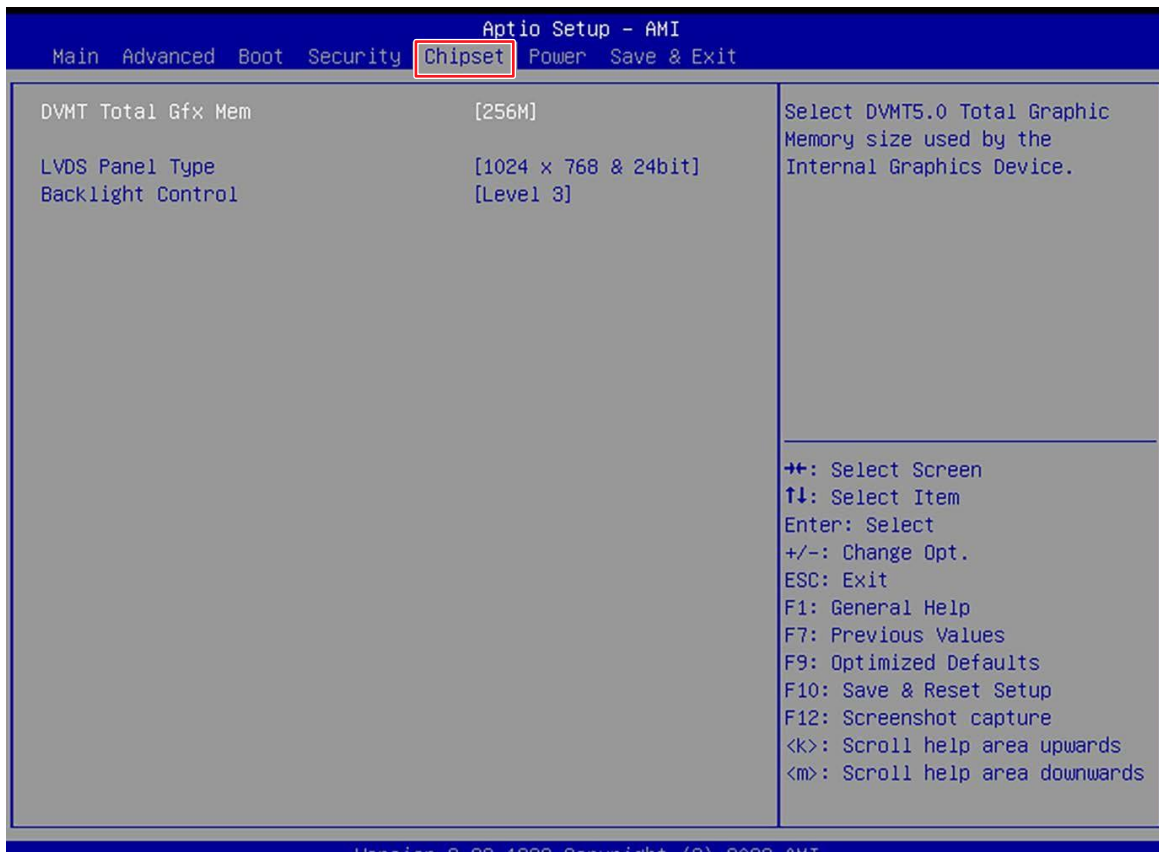 Aptio Setup – AMI
Main Advanced Boot Security Chipset Power Save & Exit
DVMT Total Gfx Mem [256M]
LVDS Panel Type [1024 x 768 & 24bit]
Backlight Control [Level 3]
Select DVMT5.0 Total Graphic
Memory size used by the
Internal Graphics Device.
→←: Select Screen
↑↓: Select Item
Enter: Select
+/-: Change Opt.
ESC: Exit
F1: General Help
F7: Previous Values
F9: Optimized Defaults
F10: Save & Reset Setup
F12: Screenshot capture
<k>: Scroll help area upwards
<m>: Scroll help area downwards